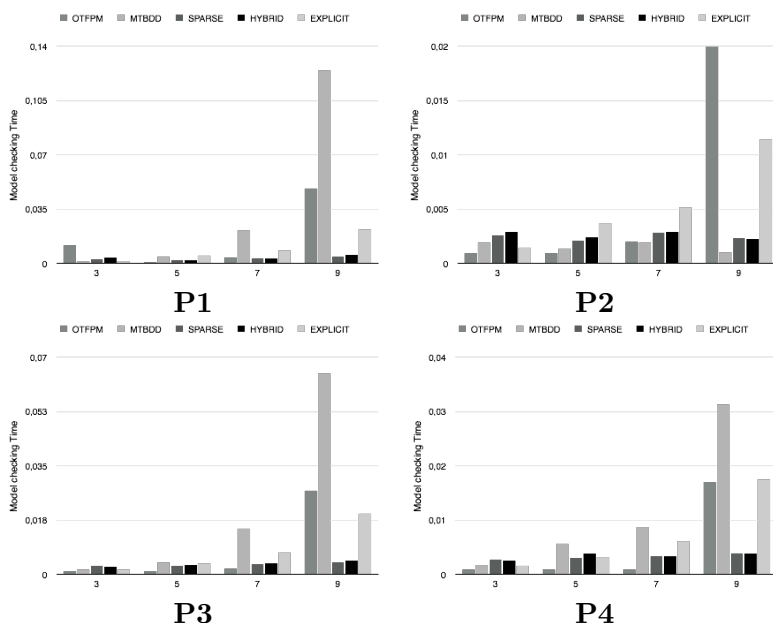 OTFPM MTBDD SPARSE HYBRID EXPLICIT
Model checking Time
0,14
0,105
0,07
0,035
0
3 5 7 9
P1
OTFPM MTBDD SPARSE HYBRID EXPLICIT
Model checking Time
0,02
0,015
0,01
0,005
0
3 5 7 9
P2
OTFPM MTBDD SPARSE HYBRID EXPLICIT
Model checking Time
0,07
0,053
0,035
0,018
0
3 5 7 9
P3
OTFPM MTBDD SPARSE HYBRID EXPLICIT
Model checking Time
0,04
0,03
0,02
0,01
0
3 5 7 9
P4